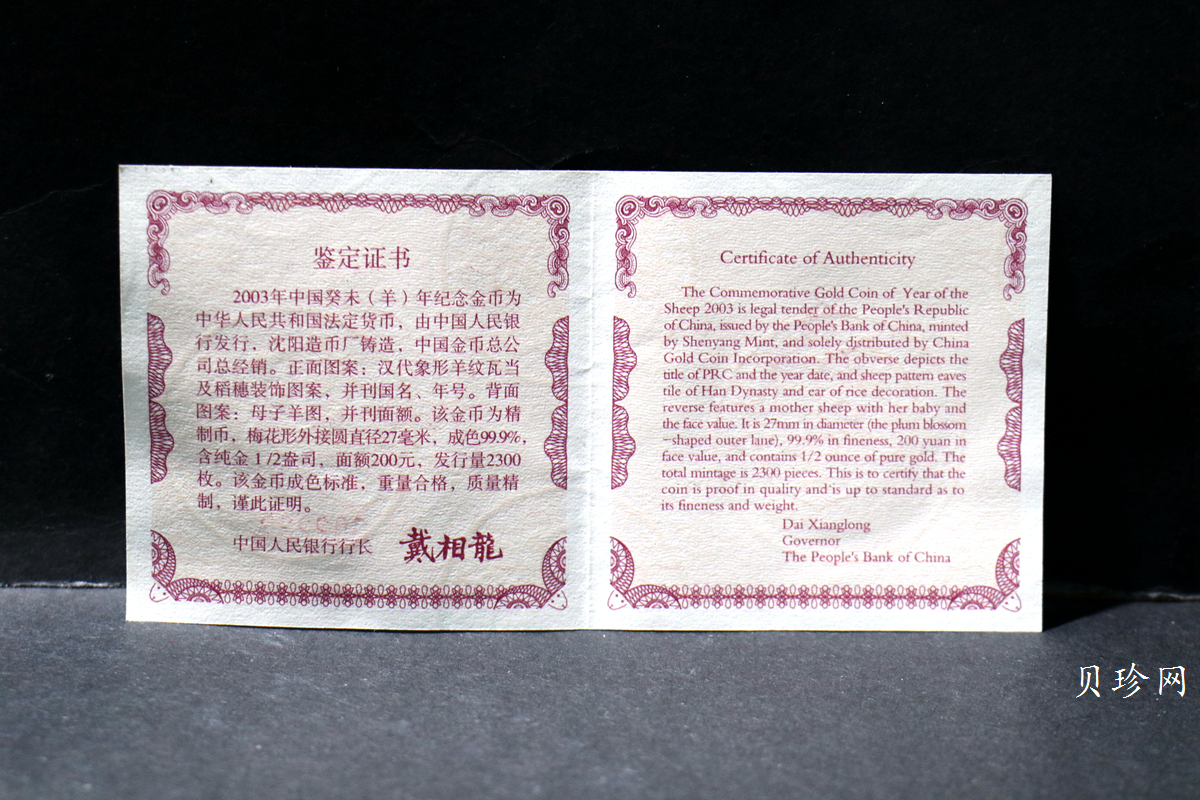 鉴定证书
2003年中国癸未（羊）年纪念金币为
中华人民共和国法定货币，由中国人民银
行发行，沈阳造币厂铸造，中国金币总公
司总经销。正面图案：汉代象形羊纹瓦当
及稻穗装饰图案，并刊国名、年号。背面
图案：母子羊图，并刊面额。该金币为精
制币，梅花形外接圆直径27毫米，成色99.9%，
含纯金1/2盎司，面额200元，发行量2300
枚。该金币成色标准，重量合格，质量精
制，谨此证明。
中国人民银行行长 戴相龍
Certificate of Authenticity
The Commemorative Gold Coin of Year of the
Sheep 2003 is legal tender of the People's Republic
of China, issued by the People's Bank of China, minted
by Shenyang Mint, and solely distributed by China
Gold Coin Incorporation. The obverse depicts the
title of PRC and the year date, and sheep pattern eaves
tile of Han Dynasty and ear of rice decoration. The
reverse features a mother sheep with her baby and
the face value. It is 27mm in diameter (the plum blossom
-shaped outer lane), 99.9% in fineness, 200 yuan in
face value, and contains 1/2 ounce of pure gold. The
total mintage is 2300 pieces. This is to certify that the
coin is proof in quality and is up to standard as to
its fineness and weight.
Dai Xianglong
Governor
The People's Bank of China
贝珍网